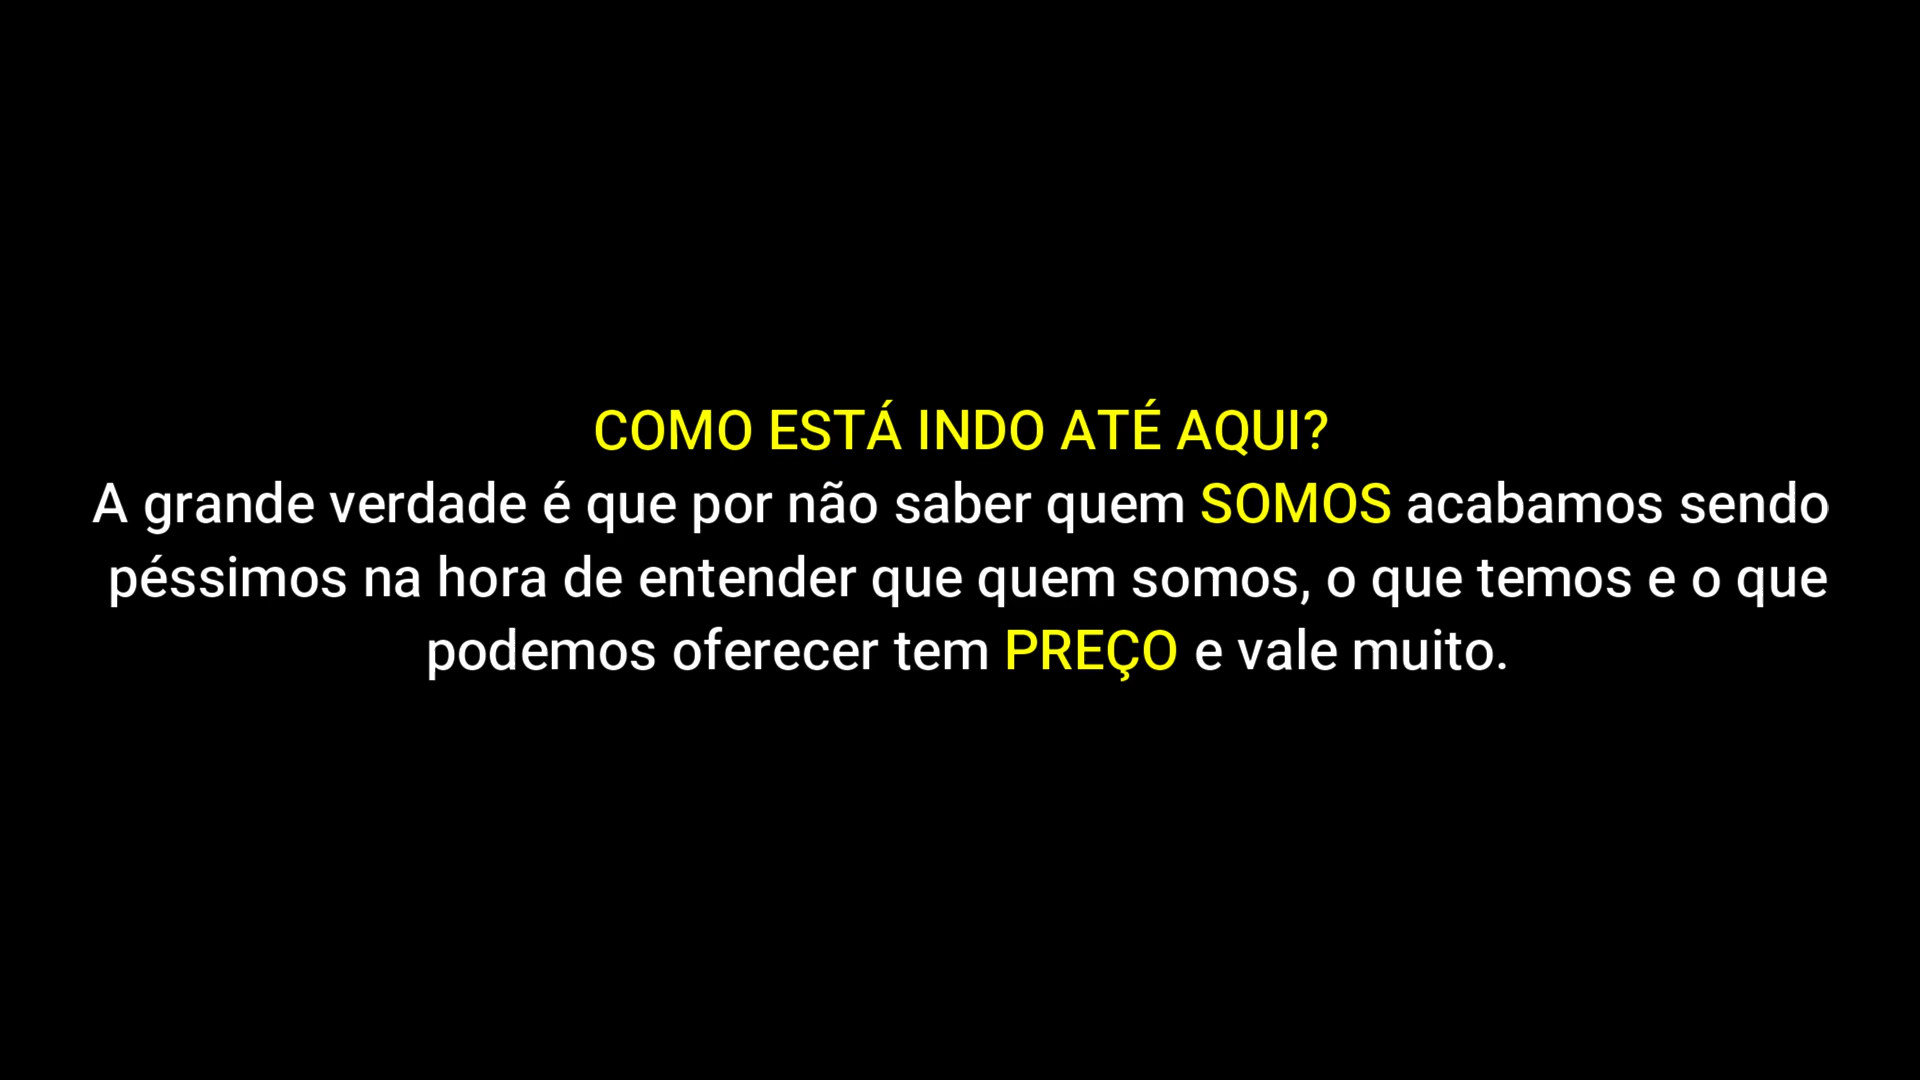 COMO ESTÁ INDO ATÉ AQUI?
A grande verdade é que por não saber quem SOMOS acabamos sendo
péssimos na hora de entender que quem somos, o que temos e o que
podemos oferecer tem PREÇO e vale muito.